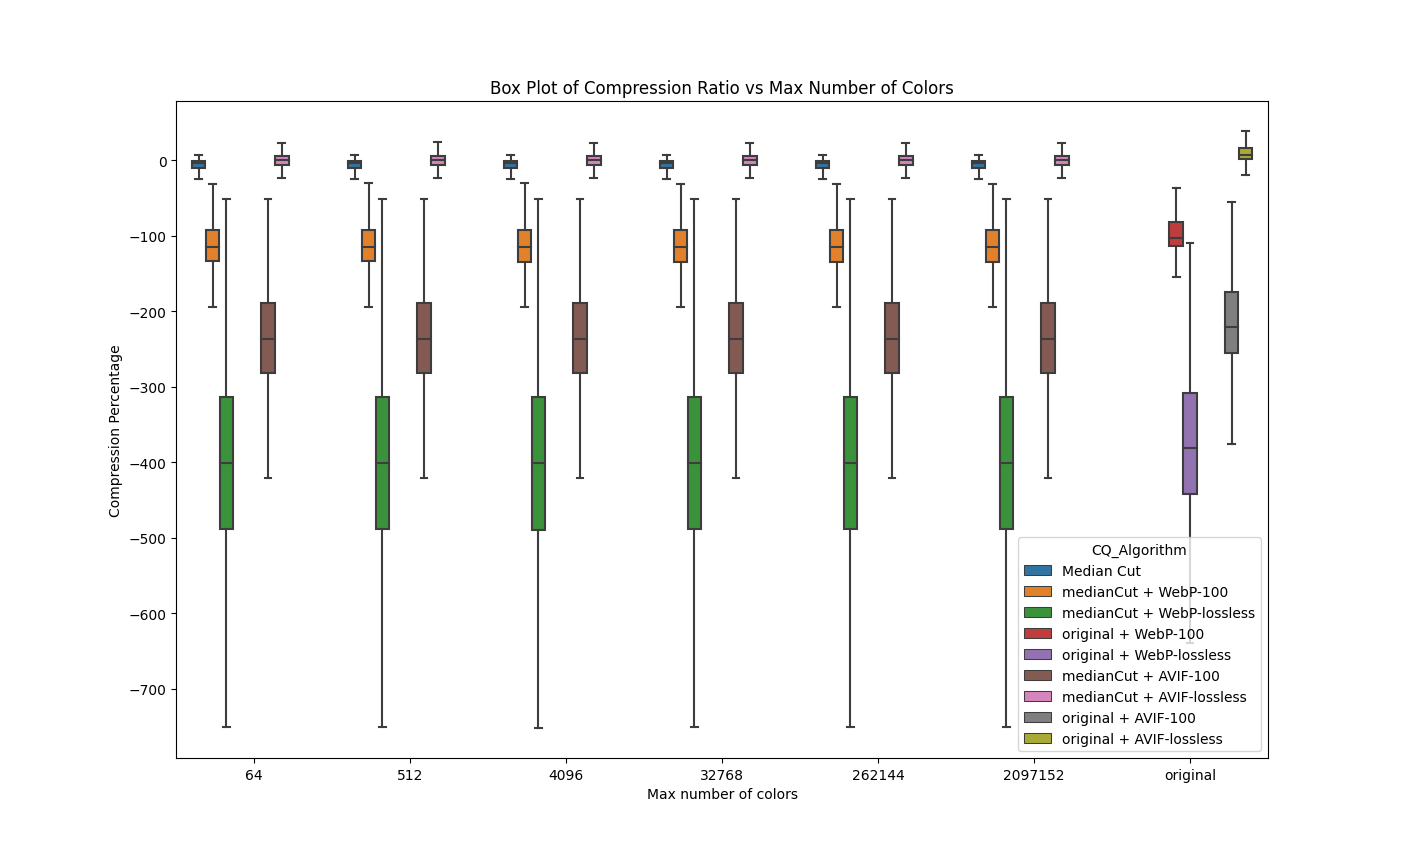 Box Plot of Compression Ratio vs Max Number of Colors
Compression Percentage
0
−100
−200
−300
−400
−500
−600
−700
CQ_Algorithm
Median Cut
medianCut + WebP-100
medianCut + WebP-lossless
original + WebP-100
original + WebP-lossless
medianCut + AVIF-100
medianCut + AVIF-lossless
original + AVIF-100
original + AVIF-lossless
64 512 4096 32768 262144 2097152 original
Max number of colors